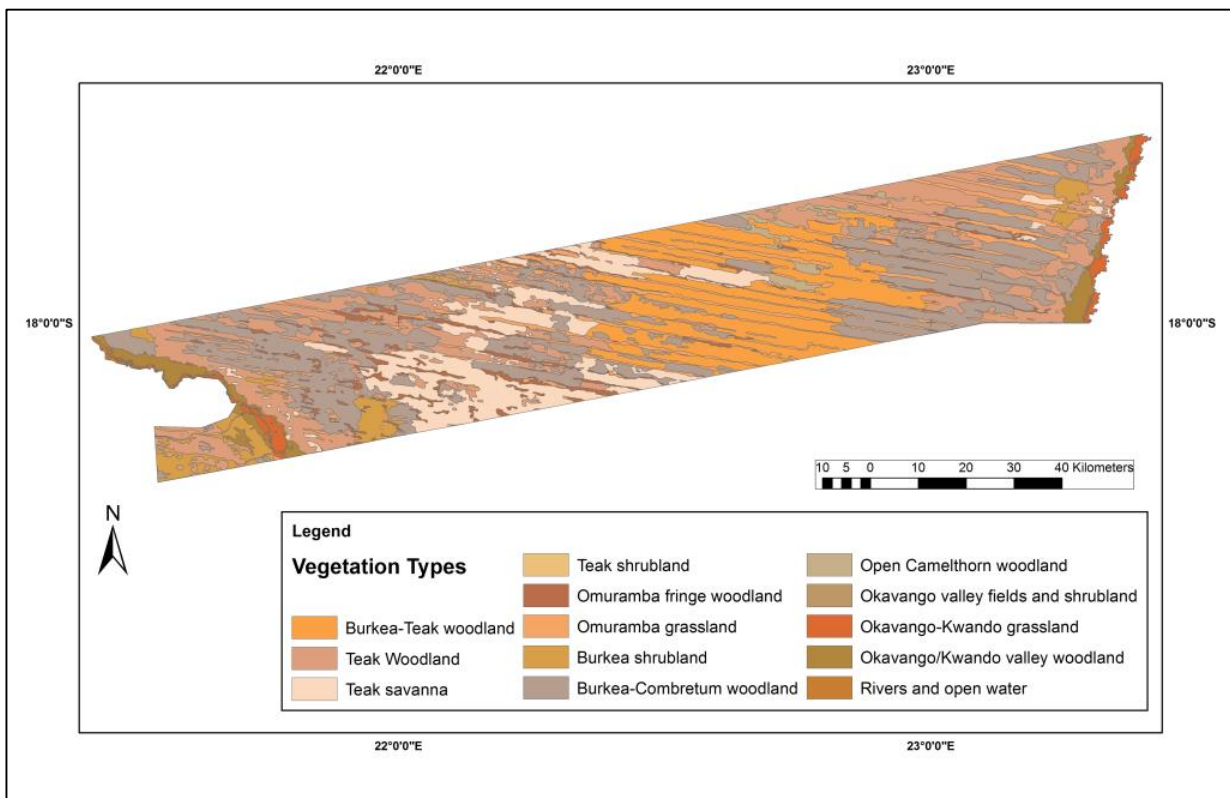 22°0'0"E 23°0'0"E
18°0'0"S 18°0'0"S
10 5 0 10 20 30 40 Kilometers
N
Legend
Vegetation Types
Burkea-Teak woodland
Teak Woodland
Teak savanna
Teak shrubland
Omuramba fringe woodland
Omuramba grassland
Burkea shrubland
Burkea-Combretum woodland
Open Camelthorn woodland
Okavango valley fields and shrubland
Okavango-Kwando grassland
Okavango/Kwando valley woodland
Rivers and open water
22°0'0"E 23°0'0"E